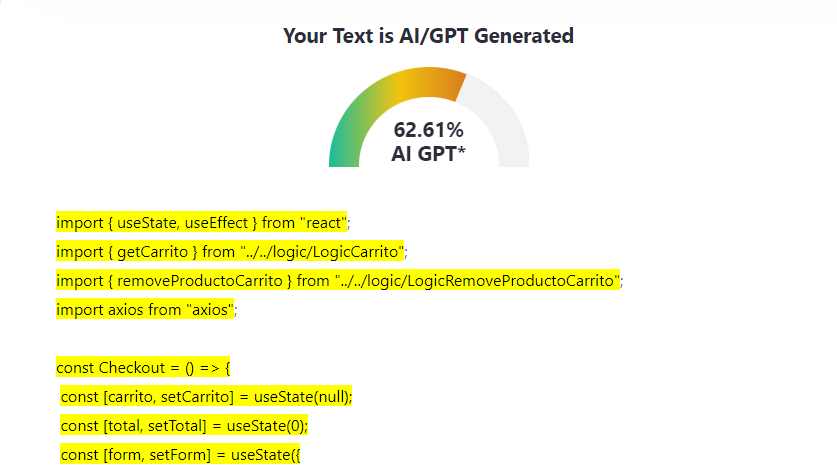 Your Text is AI/GPT Generated
62.61%
AI GPT*
import { useState, useEffect } from "react";
import { getCarrito } from "../../logic/LogicCarrito";
import { removeProductoCarrito } from "../../logic/LogicRemoveProductoCarrito";
import axios from "axios";
const Checkout = () => {
const [carrito, setCarrito] = useState(null);
const [total, setTotal] = useState(0);
const [form, setForm] = useState({